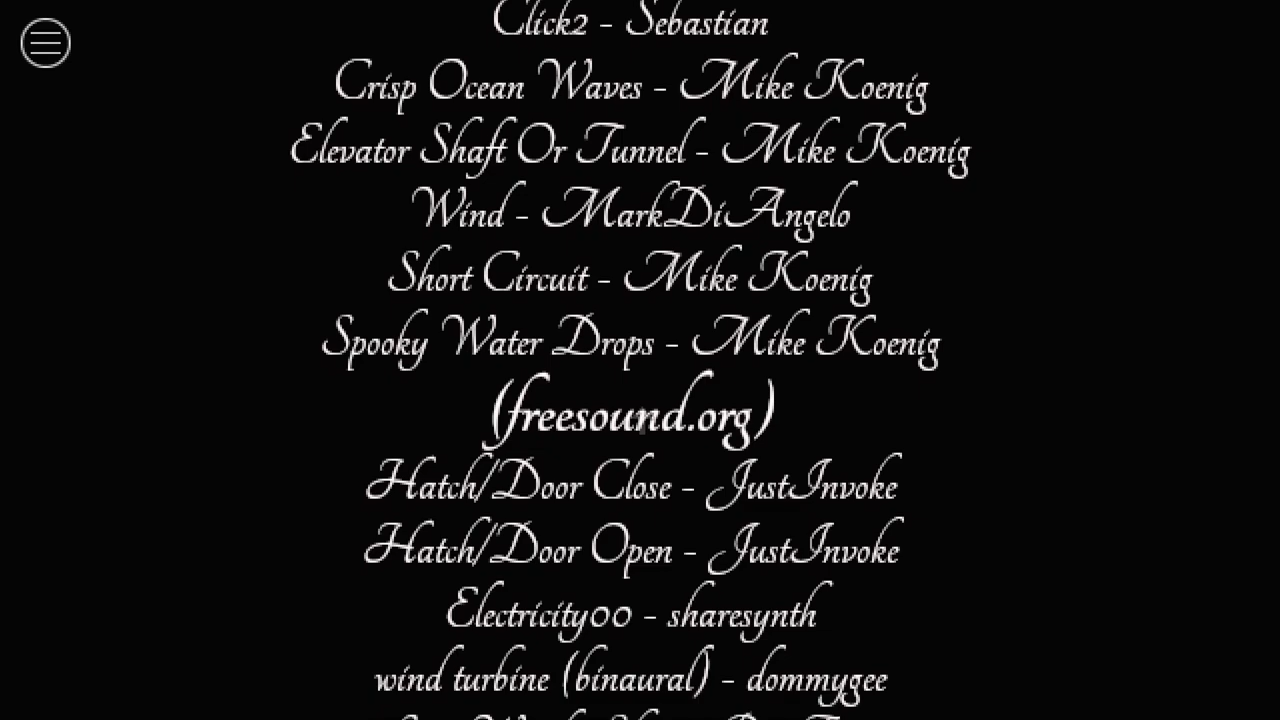 Click2 - Sebastian
Crisp Ocean Waves - Mike Koenig
Elevator Shaft Or Tunnel - Mike Koenig
Wind - MarkDiAngelo
Short Circuit - Mike Koenig
Spooky Water Drops - Mike Koenig
(freesound.org)
Hatch/Door Close - JustInvoke
Hatch/Door Open - JustInvoke
Electricity00 - sharesynth
wind turbine (binaural) - dommygee